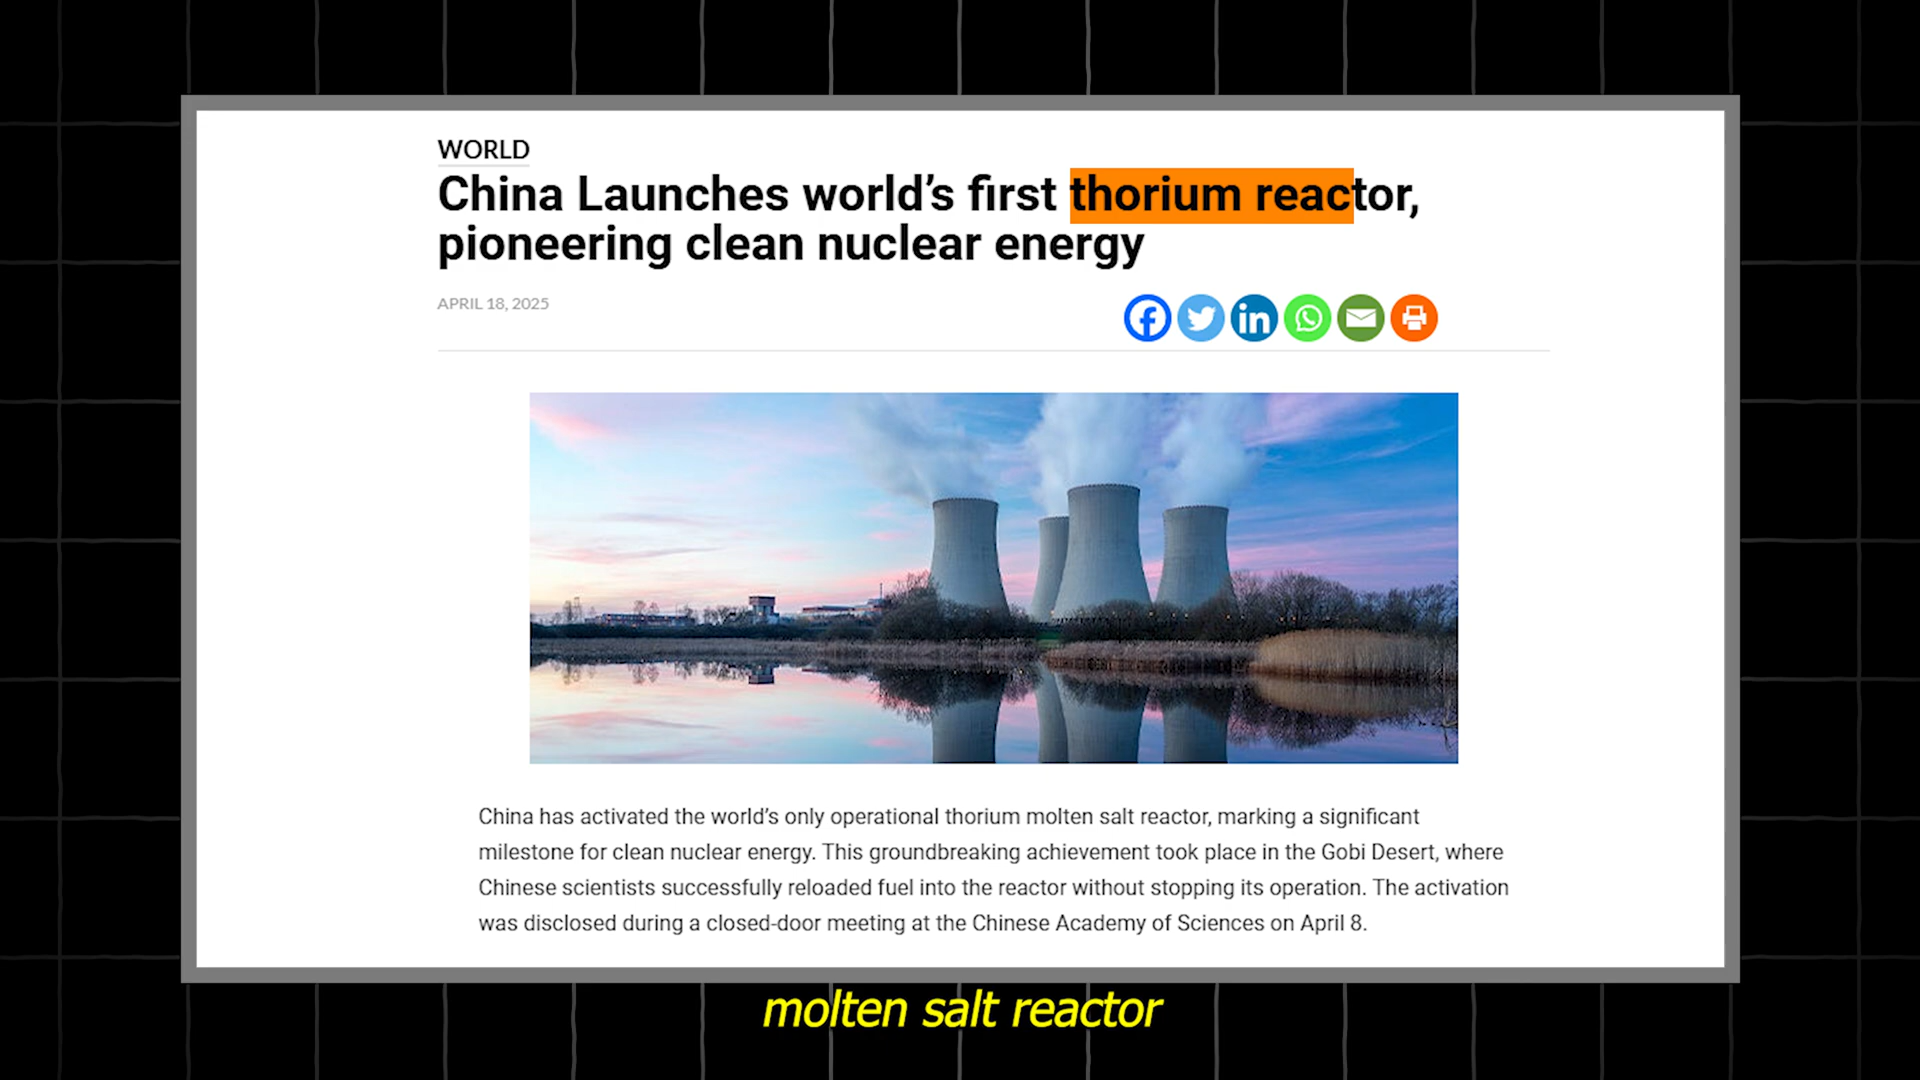 WORLD
China Launches world’s first thorium reactor,
pioneering clean nuclear energy
APRIL 18, 2025
China has activated the world’s only operational thorium molten salt reactor, marking a significant
milestone for clean nuclear energy. This groundbreaking achievement took place in the Gobi Desert, where
Chinese scientists successfully reloaded fuel into the reactor without stopping its operation. The activation
was disclosed during a closed-door meeting at the Chinese Academy of Sciences on April 8.
molten salt reactor